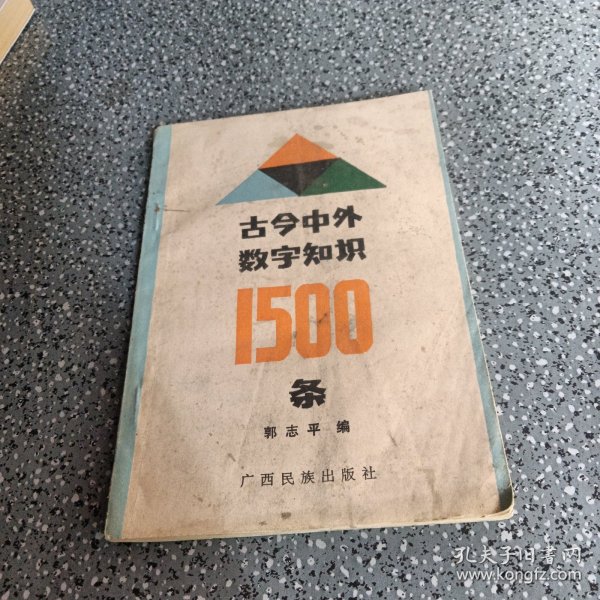 古今中外
数字知识
1500
条
郭志平 编
广西民族出版社
孔夫子旧书网
www.kongfz.com